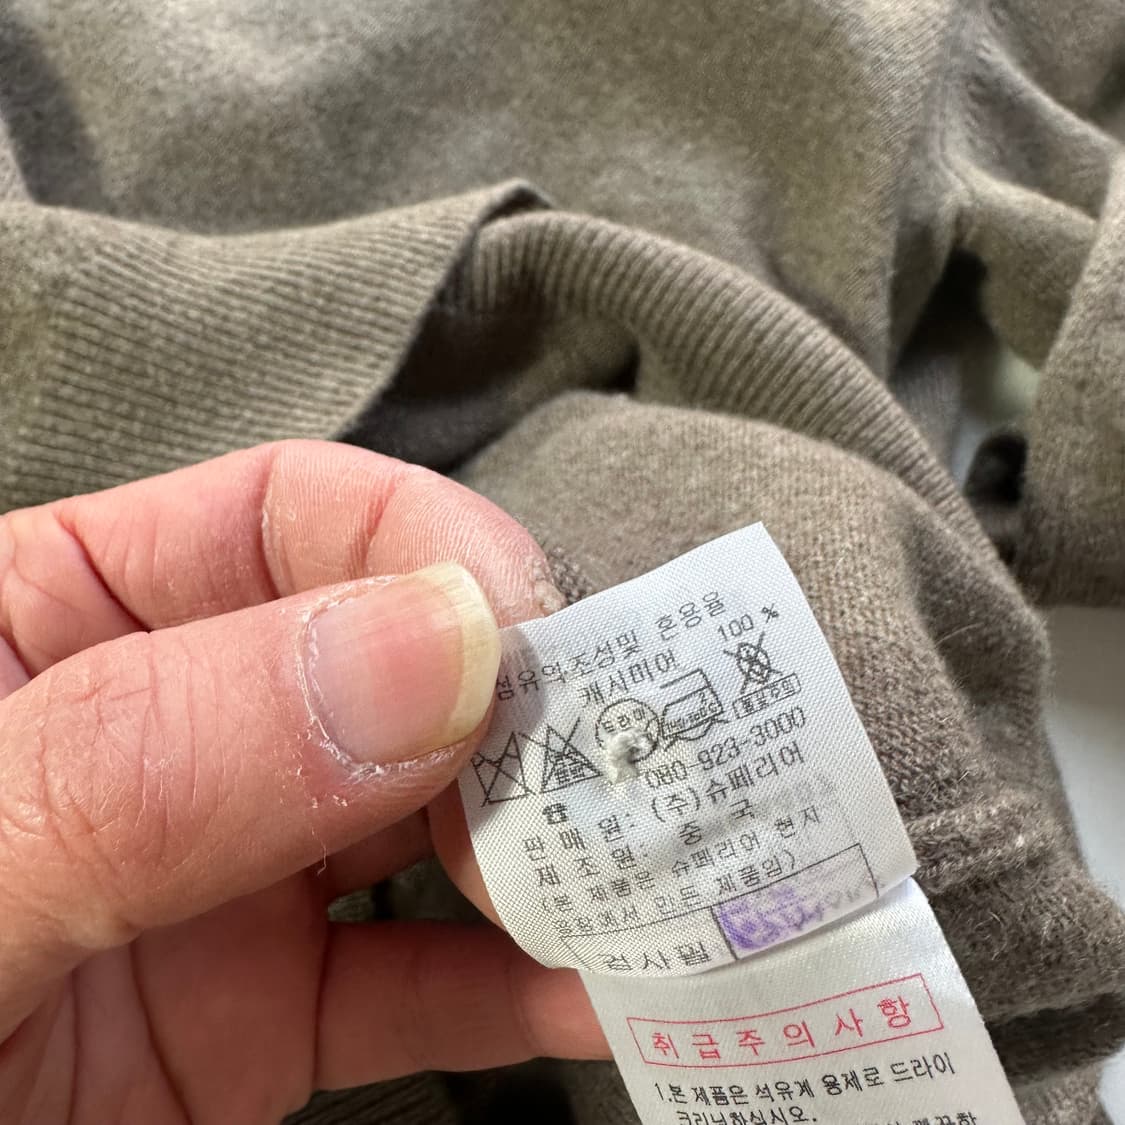 섬유의조성및 혼용율
캐시미어 100 %
드라이
080-923-3000
판 매 원: (주)슈페리어
제 조 원: 중 국
(본 제품은 슈페리어 현지
공장에서 만든 제품임)
검사필
취급주의사항
1.본 제품은 석유계 용제로 드라이
크리닝하십시오.